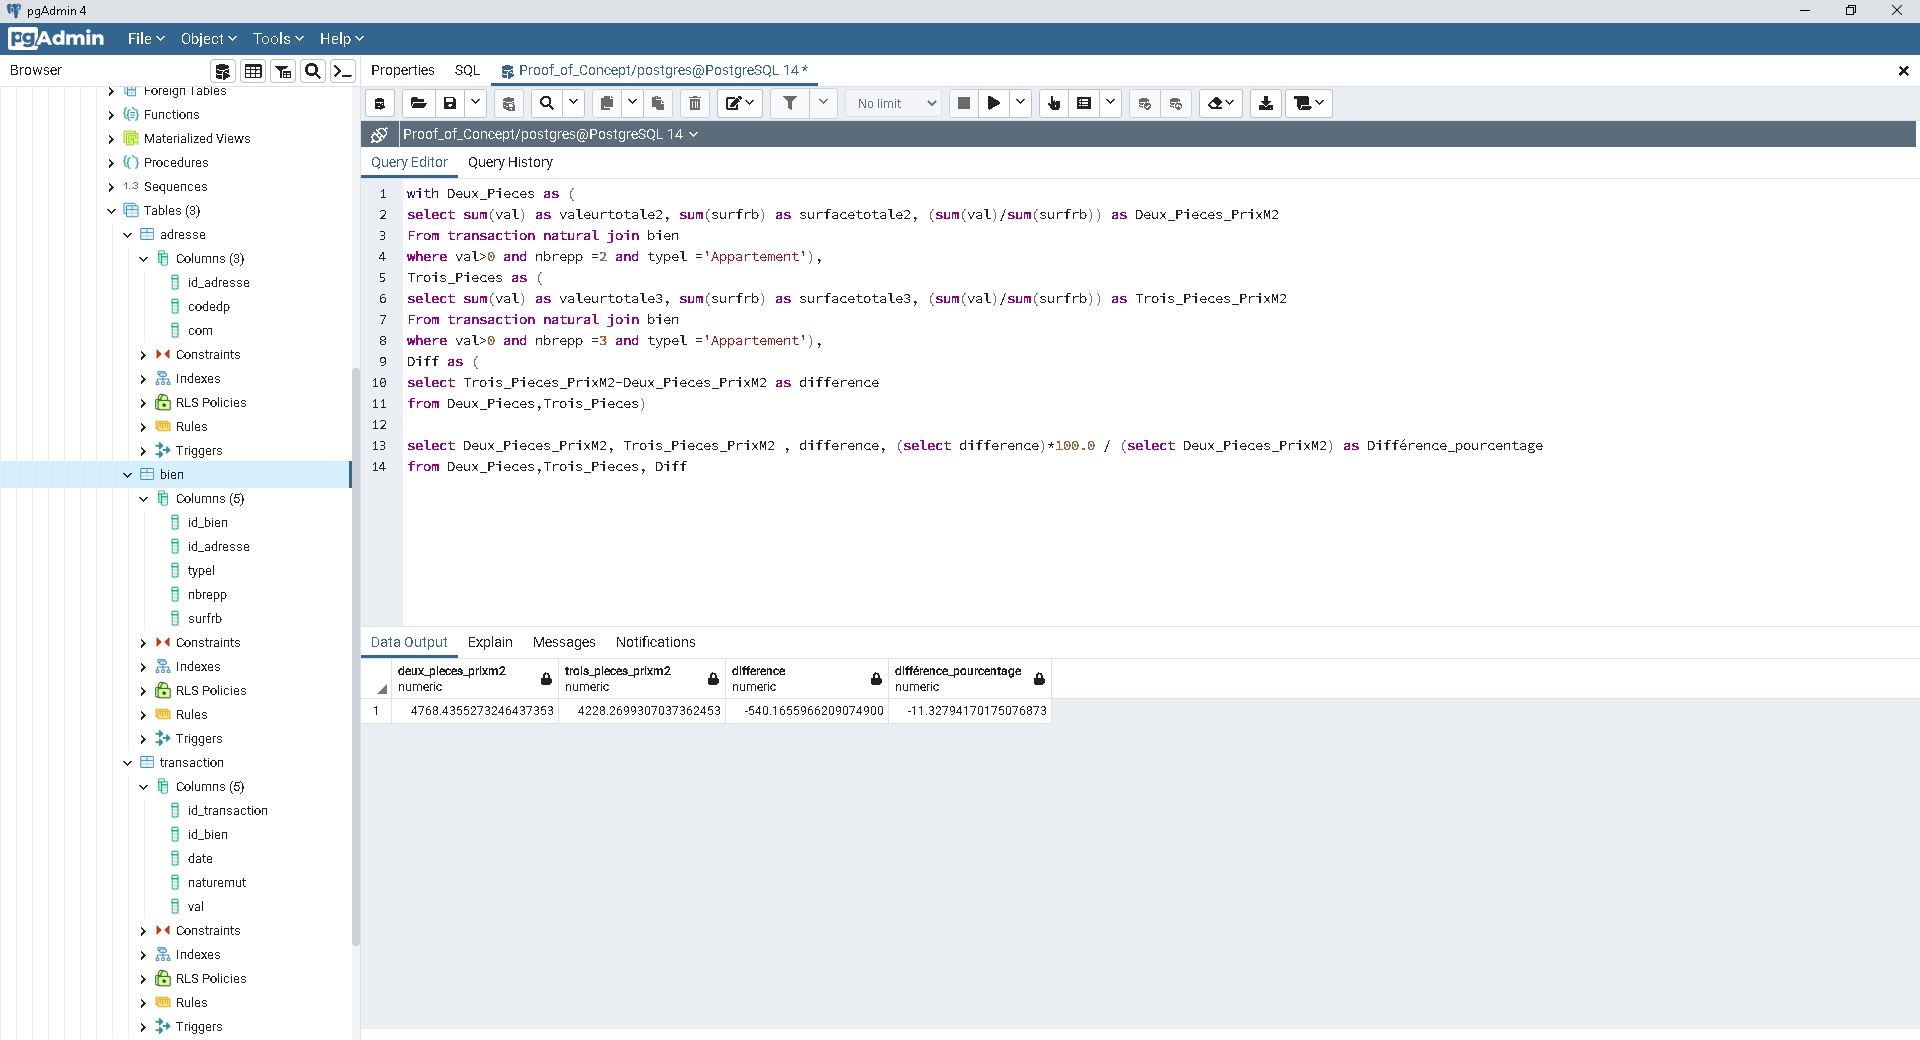 pgAdmin 4
pgAdmin File Object Tools Help
Browser
Properties SQL Proof_of_Concept/postgres@PostgreSQL 14 *
No limit
Proof_of_Concept/postgres@PostgreSQL 14
Query Editor Query History
Foreign Tables
Functions
Materialized Views
Procedures
1.3 Sequences
Tables (3)
adresse
Columns (3)
id_adresse
codedp
com
Constraints
Indexes
RLS Policies
Rules
Triggers
bien
Columns (5)
id_bien
id_adresse
typel
nbrepp
surfrb
Constraints
Indexes
RLS Policies
Rules
Triggers
transaction
Columns (5)
id_transaction
id_bien
date
naturemut
val
Constraints
Indexes
RLS Policies
Rules
Triggers
1 with Deux_Pieces as (
2 select sum(val) as valeurtotale2, sum(surfrb) as surfacetotale2, (sum(val)/sum(surfrb)) as Deux_Pieces_PrixM2
3 From transaction natural join bien
4 where val>0 and nbrepp =2 and typel ='Appartement'),
5 Trois_Pieces as (
6 select sum(val) as valeurtotale3, sum(surfrb) as surfacetotale3, (sum(val)/sum(surfrb)) as Trois_Pieces_PrixM2
7 From transaction natural join bien
8 where val>0 and nbrepp =3 and typel ='Appartement'),
9 Diff as (
10 select Trois_Pieces_PrixM2-Deux_Pieces_PrixM2 as difference
11 from Deux_Pieces,Trois_Pieces)
12
13 select Deux_Pieces_PrixM2, Trois_Pieces_PrixM2 , difference, (select difference)*100.0 / (select Deux_Pieces_PrixM2) as Différence_pourcentage
14 from Deux_Pieces,Trois_Pieces, Diff
Data Output Explain Messages Notifications
deux_pieces_prixm2 trois_pieces_prixm2 difference différence_pourcentage
numeric numeric numeric numeric
1 4768.4355273246437353 4228.2699307037362453 -540.1655966209074900 -11.32794170175076873